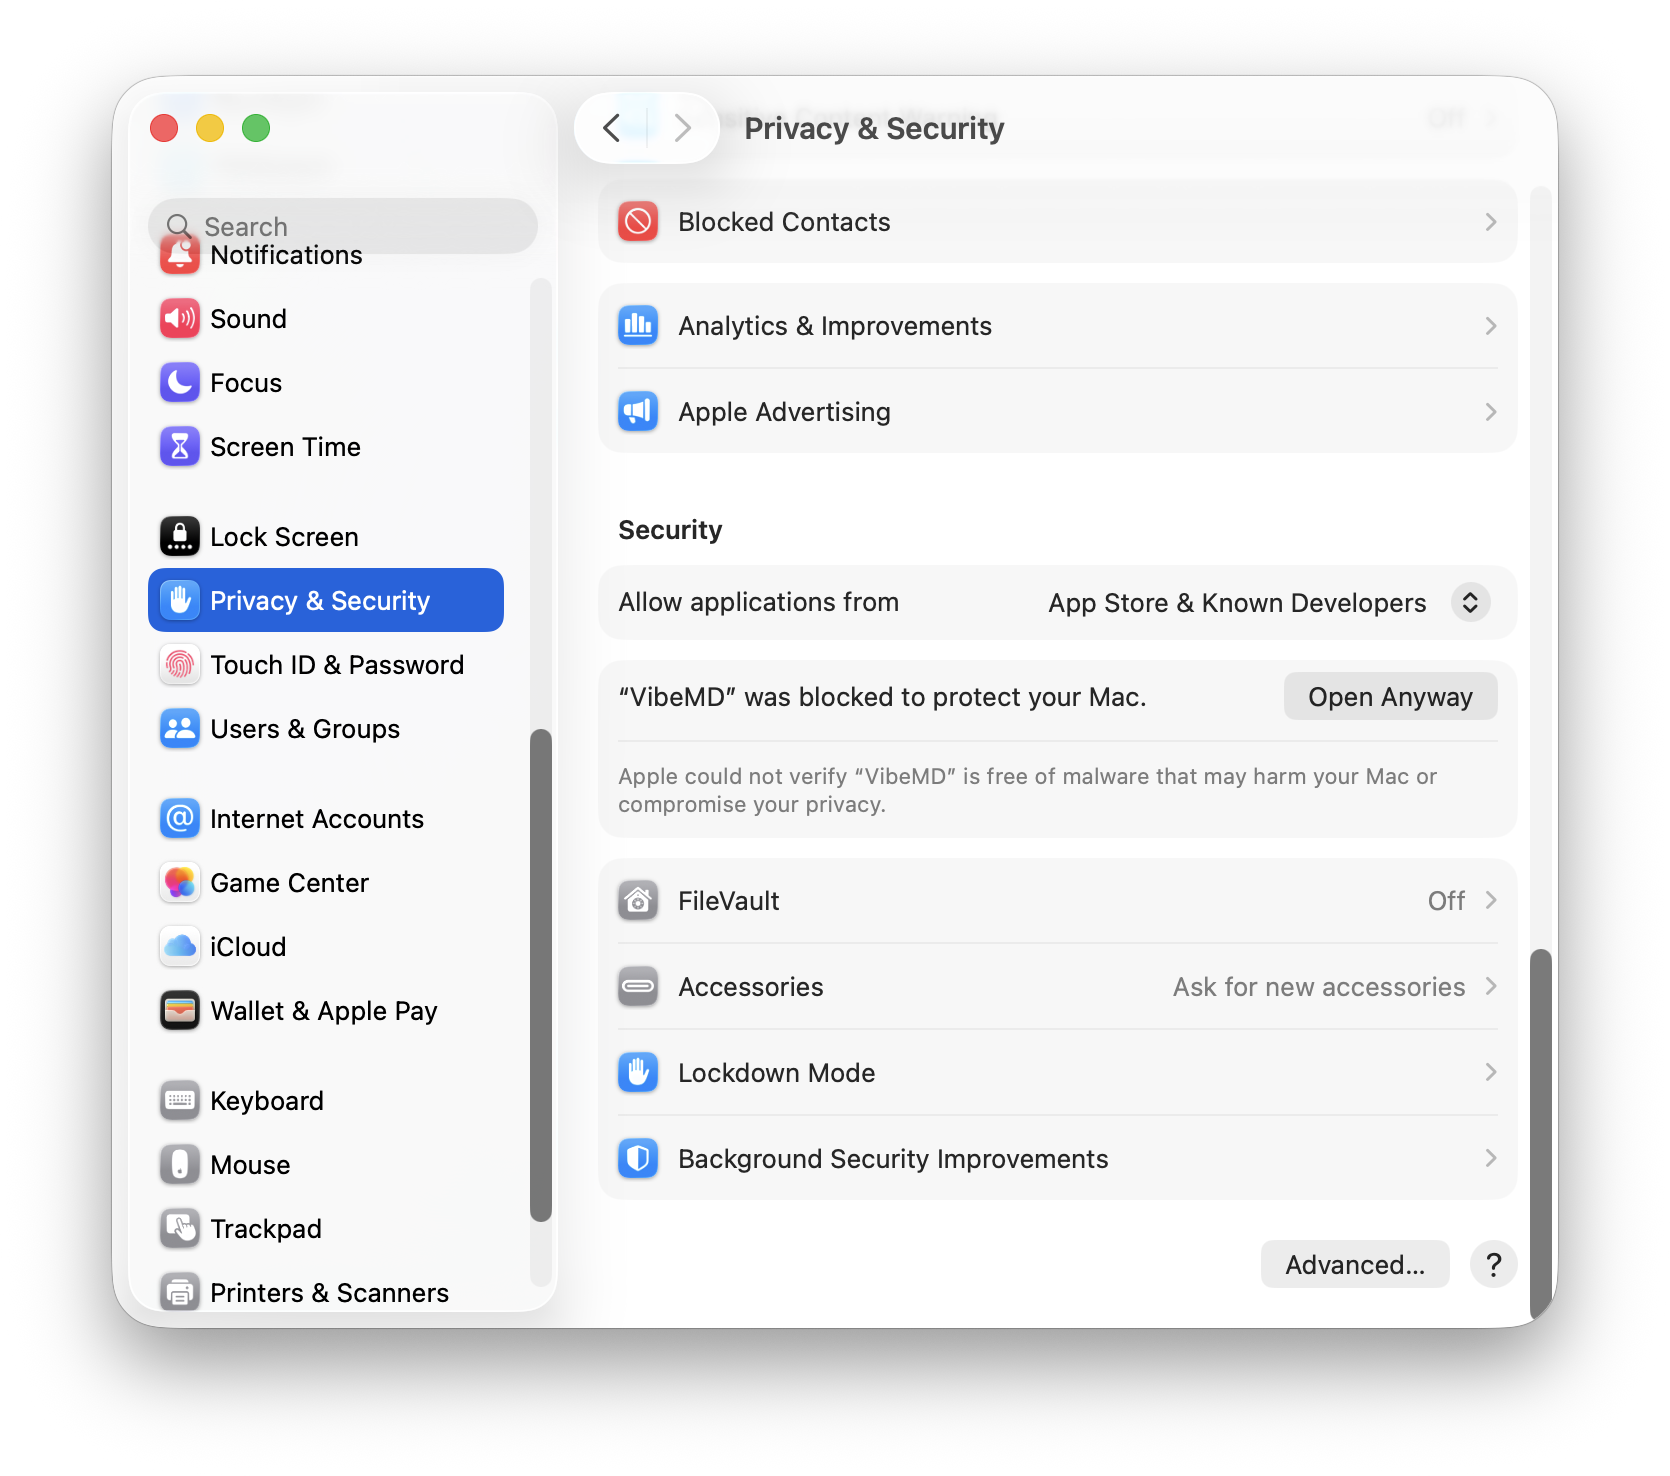 Privacy & Security
Search
Notifications
Sound
Focus
Screen Time
Lock Screen
Privacy & Security
Touch ID & Password
Users & Groups
Internet Accounts
Game Center
iCloud
Wallet & Apple Pay
Keyboard
Mouse
Trackpad
Printers & Scanners
Off
Blocked Contacts
Analytics & Improvements
Apple Advertising
Security
Allow applications from App Store & Known Developers
“VibeMD” was blocked to protect your Mac. Open Anyway
Apple could not verify “VibeMD” is free of malware that may harm your Mac or
compromise your privacy.
FileVault Off
Accessories Ask for new accessories
Lockdown Mode
Background Security Improvements
Advanced...
?